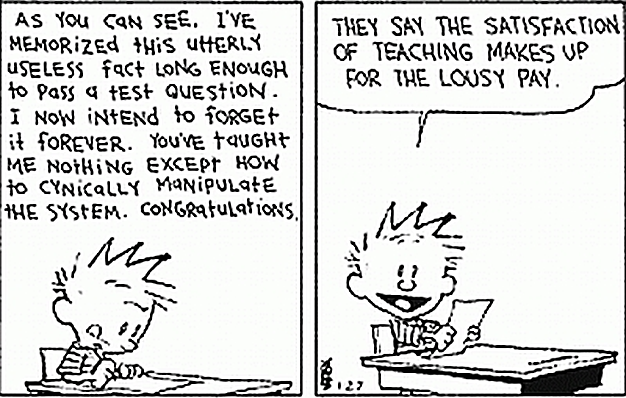 AS YOU CAN SEE, I'VE
MEMORIZED THIS UTTERLY
USELESS FACT LONG ENOUGH
TO PASS A TEST QUESTION.
I NOW INTEND TO FORGET
IT FOREVER. YOU'VE TAUGHT
ME NOTHING EXCEPT HOW
TO CYNICALLY MANIPULATE
THE SYSTEM. CONGRATULATIONS.
THEY SAY THE SATISFACTION
OF TEACHING MAKES UP
FOR THE LOUSY PAY.
1-27